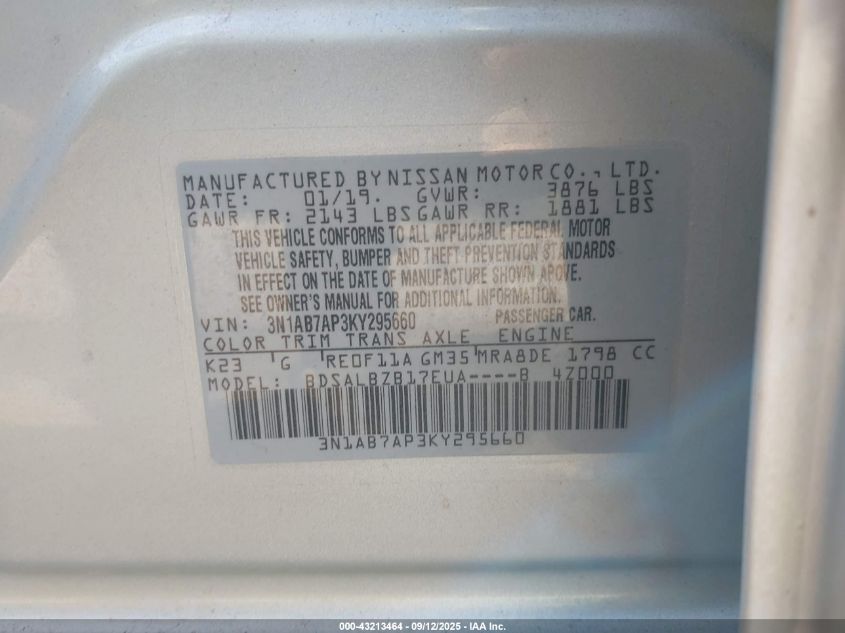 MANUFACTURED BY NISSAN MOTOR CO., LTD.
DATE: 01/19. GVWR: 3876 LBS
GAWR FR: 2143 LBS GAWR RR: 1881 LBS
THIS VEHICLE CONFORMS TO ALL APPLICABLE FEDERAL MOTOR
VEHICLE SAFETY, BUMPER AND THEFT PREVENTION STANDARDS
IN EFFECT ON THE DATE OF MANUFACTURE SHOWN ABOVE.
SEE OWNER'S MANUAL FOR ADDITIONAL INFORMATION.
VIN: 3N1AB7AP3KY295660 PASSENGER CAR.
COLOR TRIM TRANS AXLE ENGINE
K23 G RE0F11A GM35 MRA8DE 1798 CC
MODEL: BDSALBZB17EUA----B 4Z000
3N1AB7AP3KY295660
000-43213464 - 09/12/2025 - IAA Inc.